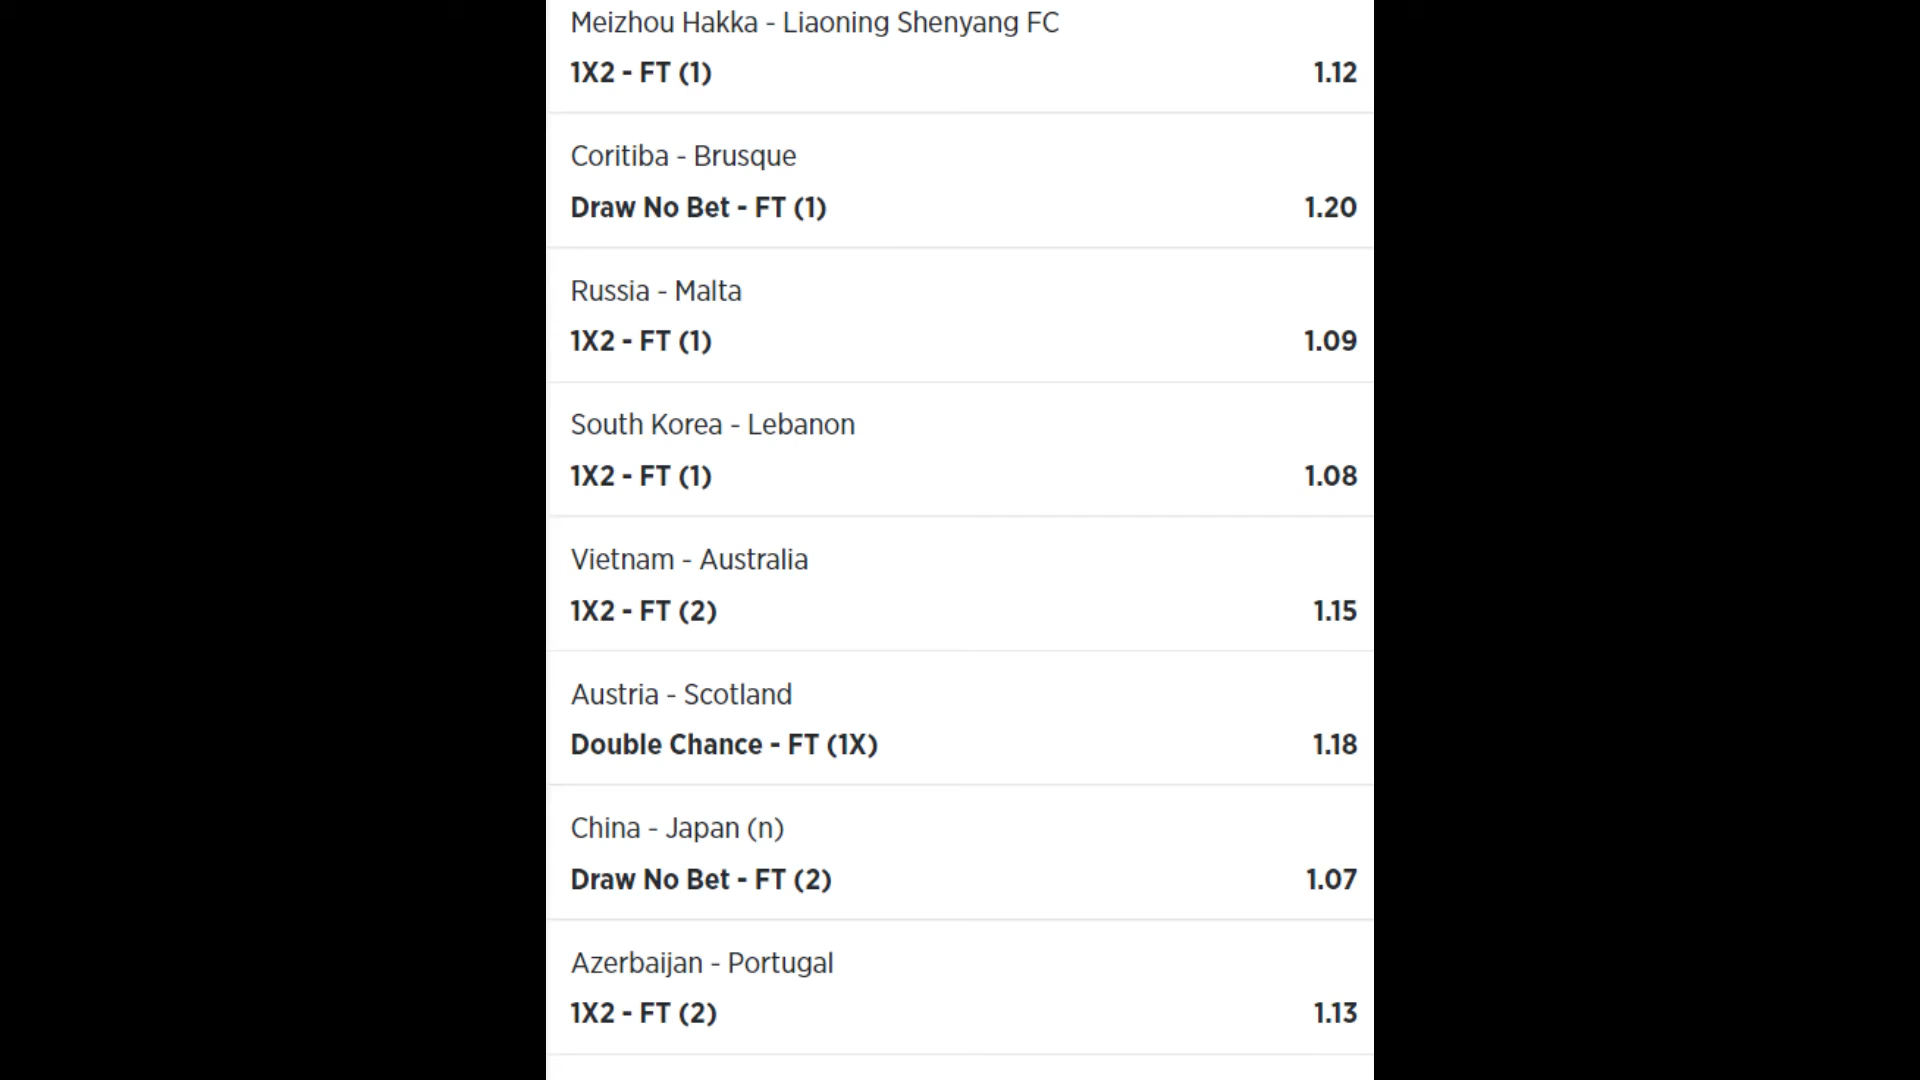 Meizhou Hakka - Liaoning Shenyang FC
1X2 - FT (1) 1.12
Coritiba - Brusque
Draw No Bet - FT (1) 1.20
Russia - Malta
1X2 - FT (1) 1.09
South Korea - Lebanon
1X2 - FT (1) 1.08
Vietnam - Australia
1X2 - FT (2) 1.15
Austria - Scotland
Double Chance - FT (1X) 1.18
China - Japan (n)
Draw No Bet - FT (2) 1.07
Azerbaijan - Portugal
1X2 - FT (2) 1.13